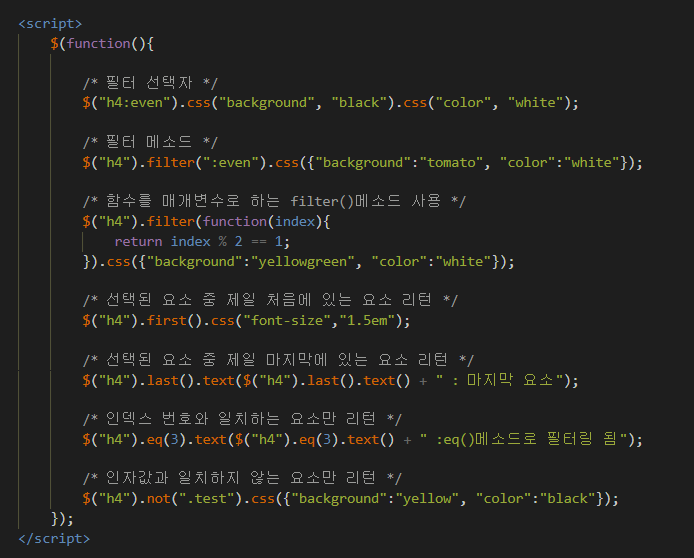 <script>
$(function(){
/* 필터 선택자 */
$("h4:even").css("background", "black").css("color", "white");
/* 필터 메소드 */
$("h4").filter(":even").css({"background":"tomato", "color":"white"});
/* 함수를 매개변수로 하는 filter()메소드 사용 */
$("h4").filter(function(index){
return index % 2 == 1;
}).css({"background":"yellowgreen", "color":"white"});
/* 선택된 요소 중 제일 처음에 있는 요소 리턴 */
$("h4").first().css("font-size","1.5em");
/* 선택된 요소 중 제일 마지막에 있는 요소 리턴 */
$("h4").last().text($("h4").last().text() + " : 마지막 요소");
/* 인덱스 번호와 일치하는 요소만 리턴 */
$("h4").eq(3).text($("h4").eq(3).text() + " :eq()메소드로 필터링 됨");
/* 인자값과 일치하지 않는 요소만 리턴 */
$("h4").not(".test").css({"background":"yellow", "color":"black"});
});
</script>